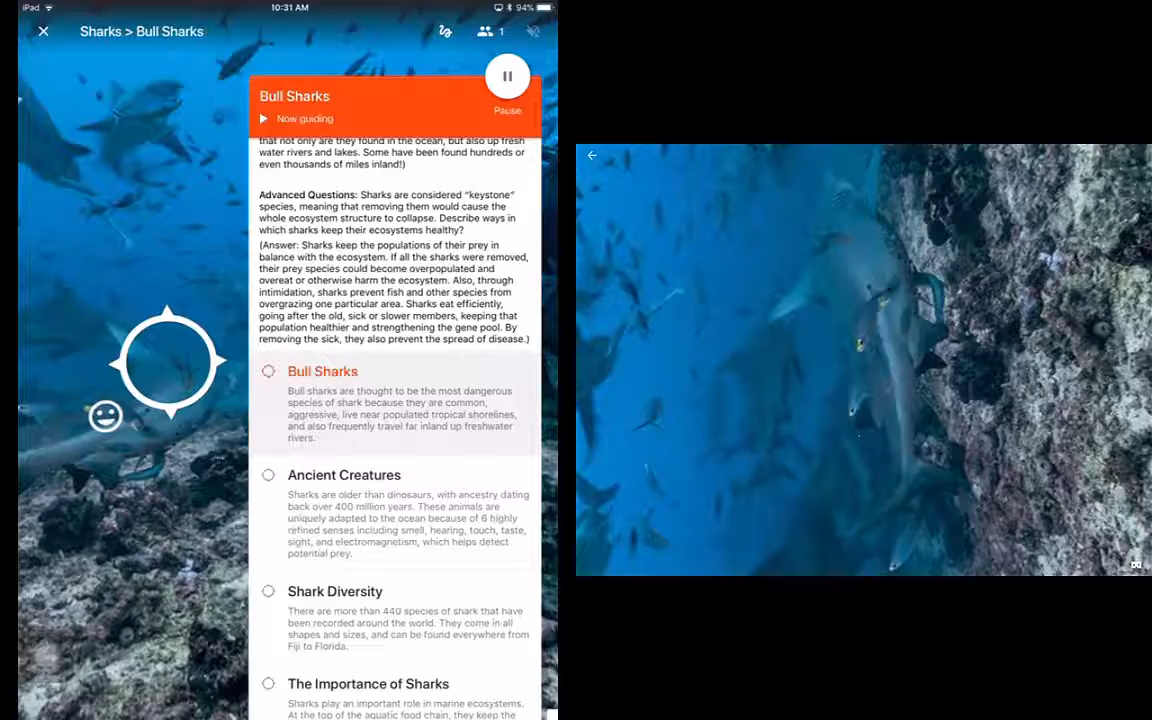 iPad
10:31 AM
94%
Sharks > Bull Sharks
1
Bull Sharks
Now guiding
Pause
that not only are they found in the ocean, but also up fresh
water rivers and lakes. Some have been found hundreds or
even thousands of miles inland!)
Advanced Questions: Sharks are considered “keystone”
species, meaning that removing them would cause the
whole ecosystem structure to collapse. Describe ways in
which sharks keep their ecosystems healthy?
(Answer: Sharks keep the populations of their prey in
balance with the ecosystem. If all the sharks were removed,
their prey species could become overpopulated and
overeat or otherwise harm the ecosystem. Also, through
intimidation, sharks prevent fish and other species from
overgrazing one particular area. Sharks eat efficiently,
going after the old, sick or slower members, keeping that
population healthier and strengthening the gene pool. By
removing the sick, they also prevent the spread of disease.)
Bull Sharks
Bull sharks are thought to be the most dangerous
species of shark because they are common,
aggressive, live near populated tropical shorelines,
and also frequently travel far inland up freshwater
rivers.
Ancient Creatures
Sharks are older than dinosaurs, with ancestry dating
back over 400 million years. These animals are
uniquely adapted to the ocean because of 6 highly
refined senses including smell, hearing, touch, taste,
sight, and electromagnetism, which helps detect
potential prey.
Shark Diversity
There are more than 440 species of shark that have
been recorded around the world. They come in all
shapes and sizes, and can be found everywhere from
Fiji to Florida.
The Importance of Sharks
Sharks play an important role in marine ecosystems.
At the top of the aquatic food chain, they keep the